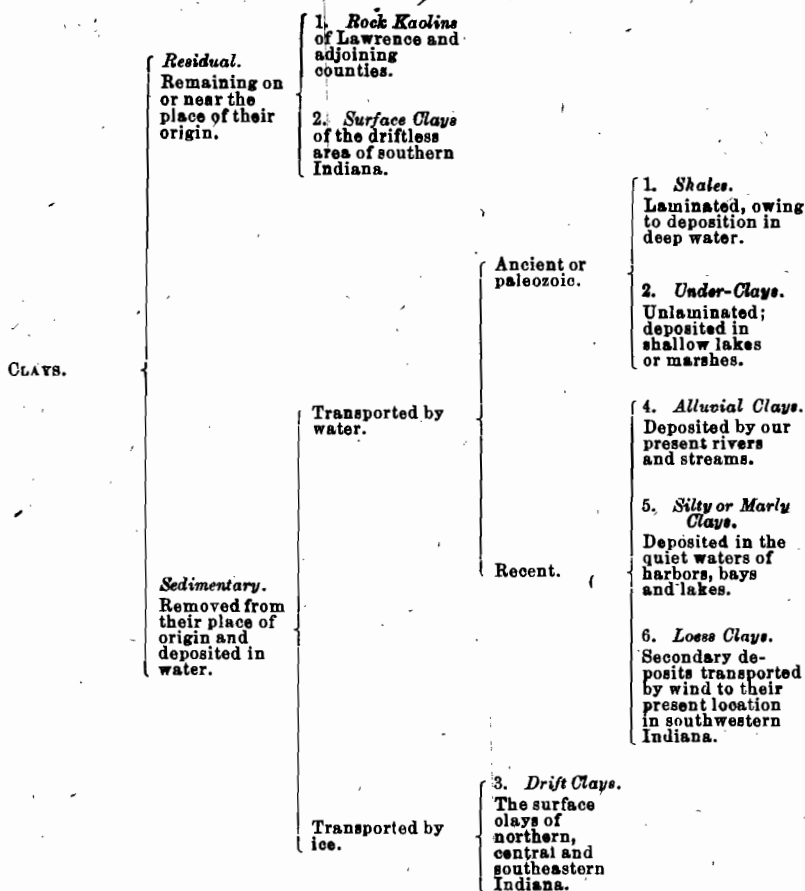 CLAYS.
Residual.
Remaining on
or near the
place of their
origin.
1. Rock Kaolins
of Lawrence and
adjoining
counties.
2. Surface Clays
of the driftless
area of southern
Indiana.
Sedimentary.
Removed from
their place of
origin and
deposited in
water.
Transported by
water.
Ancient or
paleozoic.
1. Shales.
Laminated, owing
to deposition in
deep water.
2. Under-Clays.
Unlaminated;
deposited in
shallow lakes
or marshes.
Recent.
4. Alluvial Clays.
Deposited by our
present rivers
and streams.
5. Silty or Marly
Clays.
Deposited in the
quiet waters of
harbors, bays
and lakes.
6. Loess Clays.
Secondary de-
posits transported
by wind to their
present location
in southwestern
Indiana.
Transported by
ice.
3. Drift Clays.
The surface
clays of
northern,
central and
southeastern
Indiana.